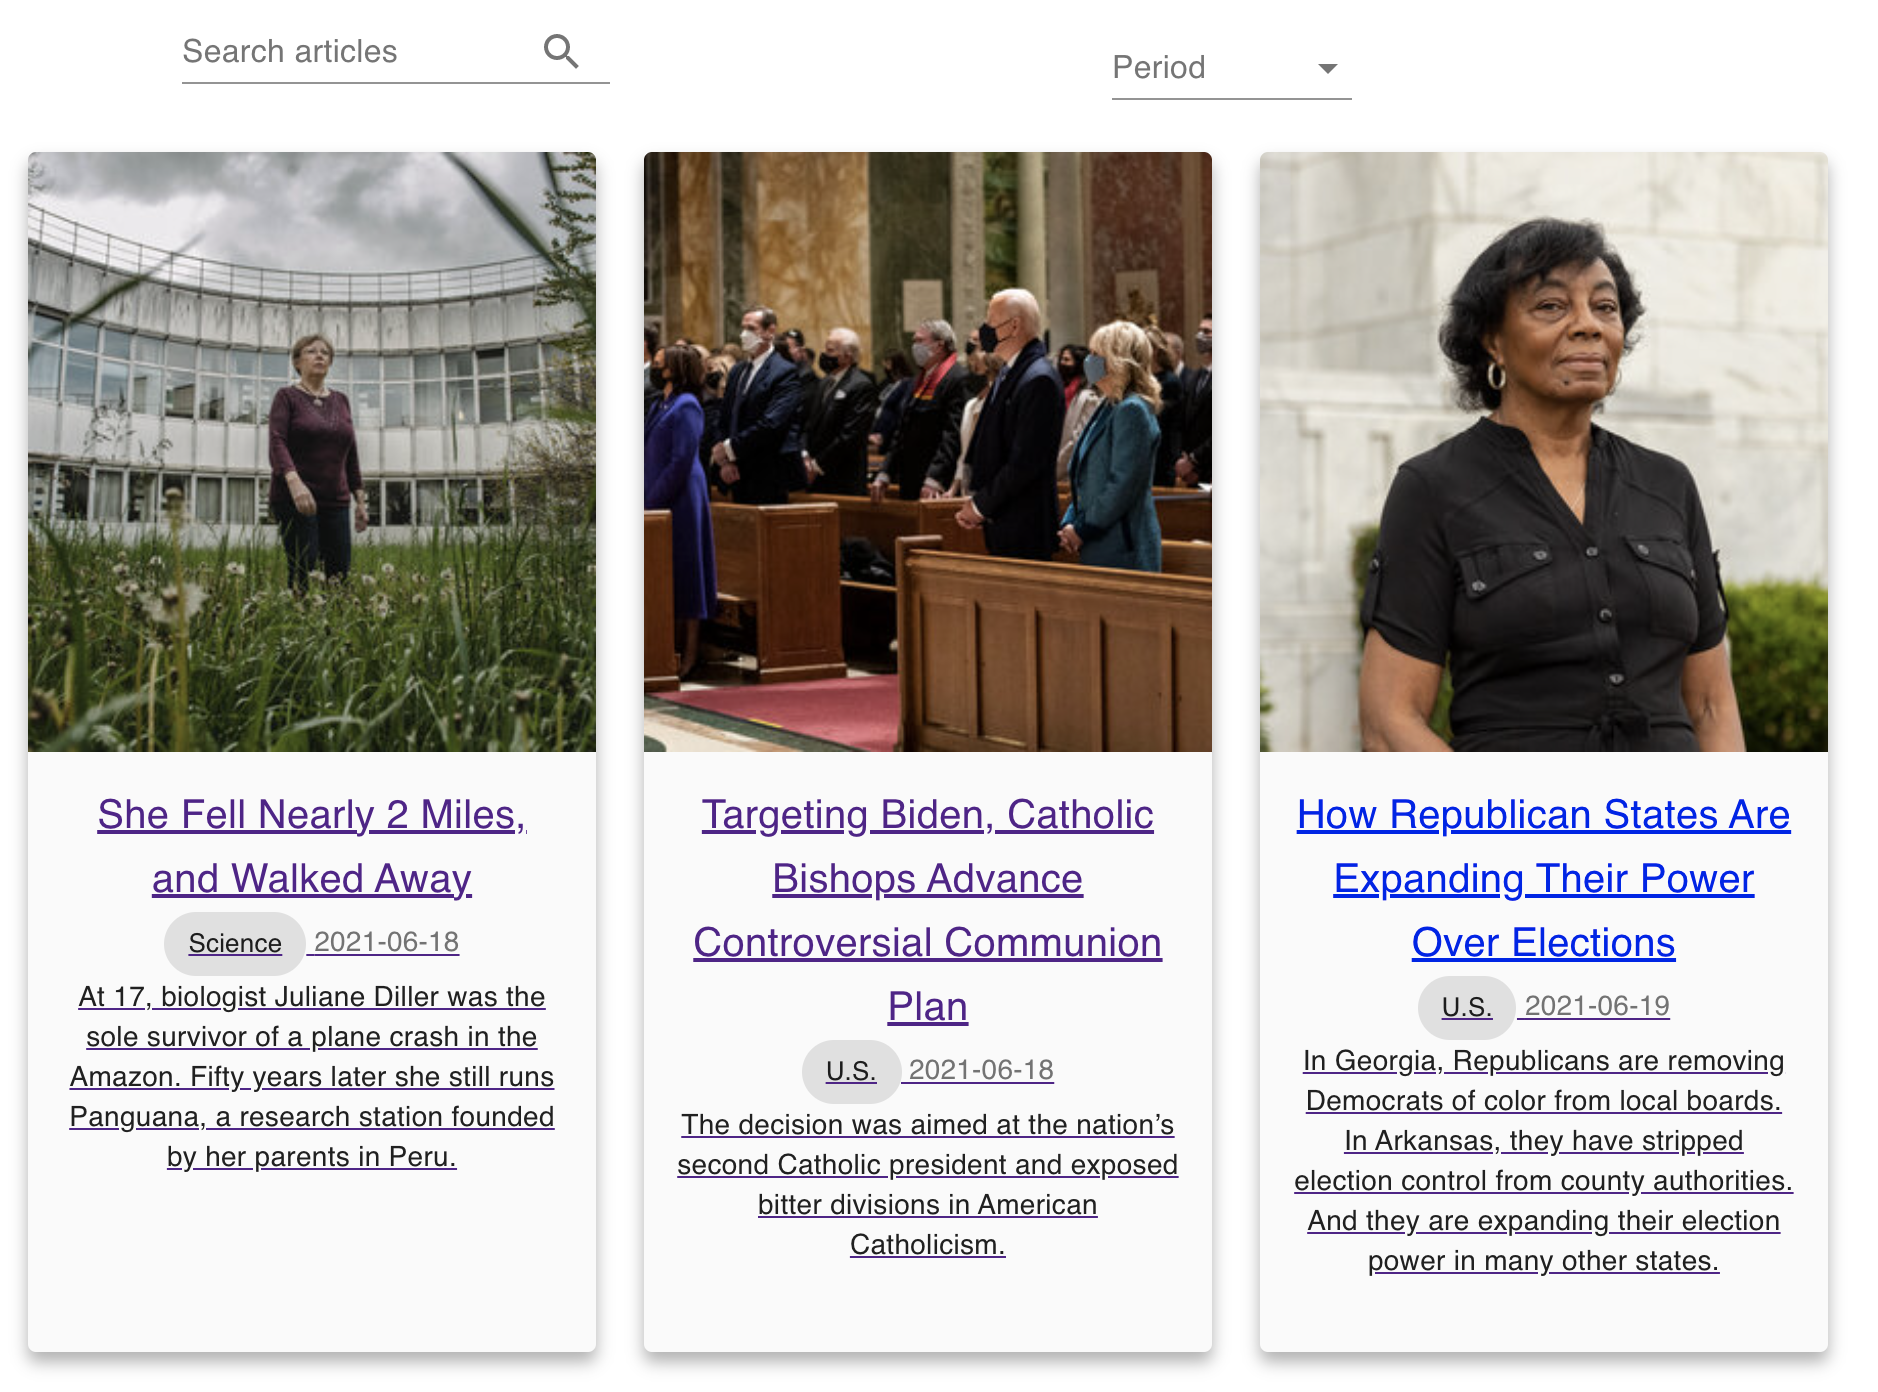 Search articles
Period
She Fell Nearly 2 Miles,
and Walked Away
Science 2021-06-18
At 17, biologist Juliane Diller was the
sole survivor of a plane crash in the
Amazon. Fifty years later she still runs
Panguana, a research station founded
by her parents in Peru.
Targeting Biden, Catholic
Bishops Advance
Controversial Communion
Plan
U.S. 2021-06-18
The decision was aimed at the nation’s
second Catholic president and exposed
bitter divisions in American
Catholicism.
How Republican States Are
Expanding Their Power
Over Elections
U.S. 2021-06-19
In Georgia, Republicans are removing
Democrats of color from local boards.
In Arkansas, they have stripped
election control from county authorities.
And they are expanding their election
power in many other states.